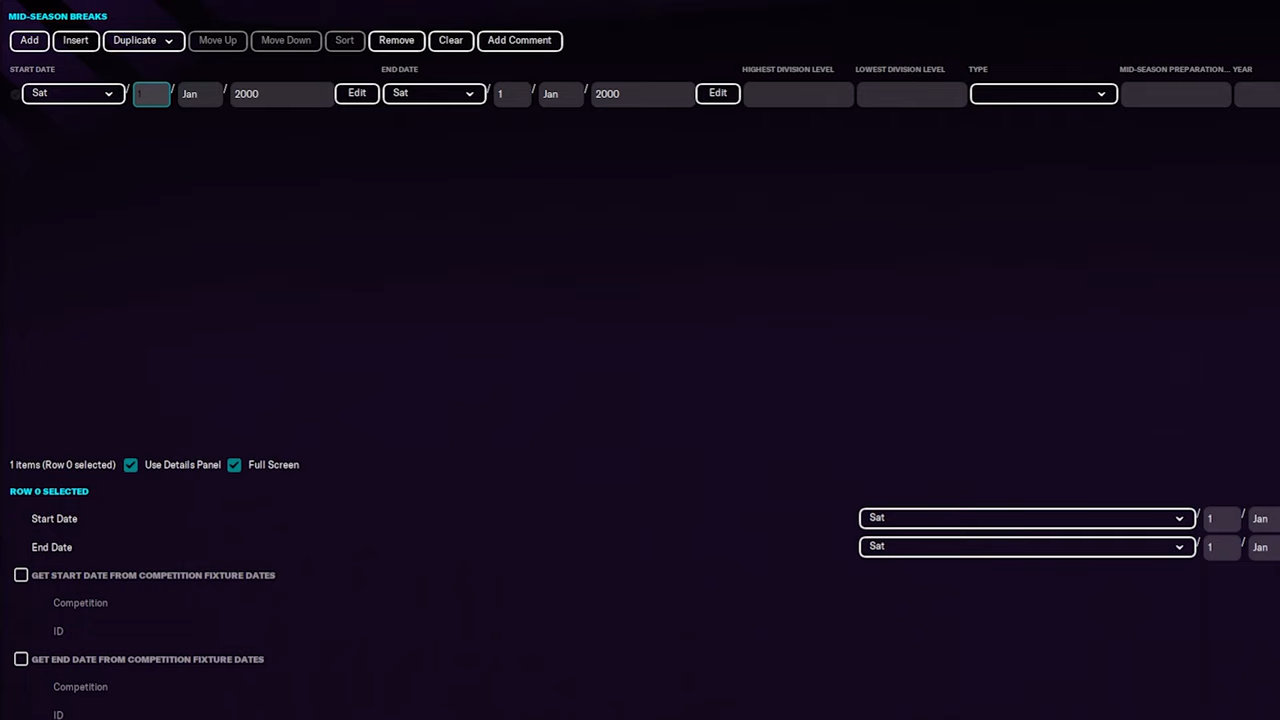 MID-SEASON BREAKS
Add Insert Duplicate Move Up Move Down Sort Remove Clear Add Comment
START DATE END DATE HIGHEST DIVISION LEVEL LOWEST DIVISION LEVEL TYPE MID-SEASON PREPARATION... YEAR
Sat / 1 / Jan / 2000 Edit Sat / 1 / Jan / 2000 Edit
1 items (Row 0 selected) Use Details Panel Full Screen
ROW 0 SELECTED
Start Date Sat / 1 / Jan
End Date Sat / 1 / Jan
GET START DATE FROM COMPETITION FIXTURE DATES
Competition
ID
GET END DATE FROM COMPETITION FIXTURE DATES
Competition
ID